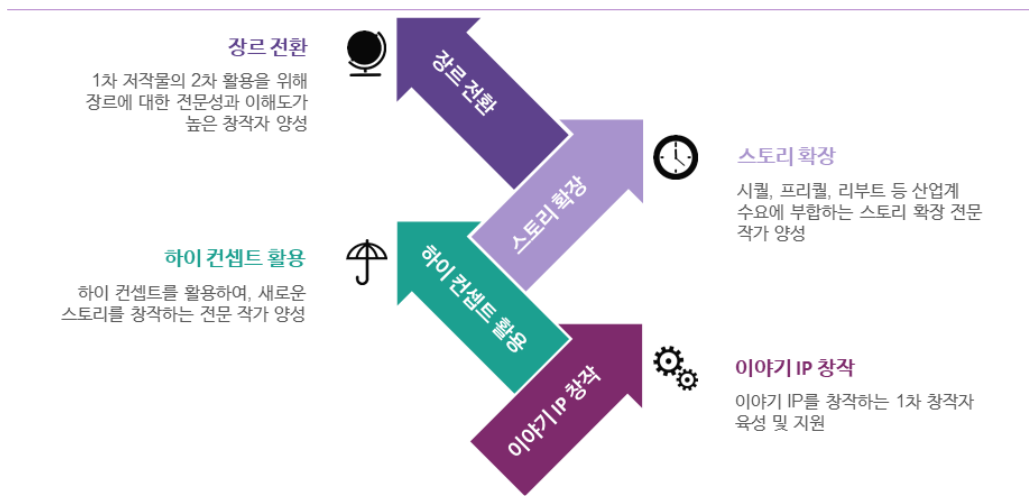 장르 전환
1차 저작물의 2차 활용을 위해
장르에 대한 전문성과 이해도가
높은 창작자 양성
장르 전환
스토리 확장
스토리 확장
시퀄, 프리퀄, 리부트 등 산업계
수요에 부합하는 스토리 확장 전문
작가 양성
하이 컨셉트 활용
하이 컨셉트를 활용하여, 새로운
스토리를 창작하는 전문 작가 양성
하이 컨셉트 활용
이야기 IP 창작
이야기 IP 창작
이야기 IP를 창작하는 1차 창작자
육성 및 지원